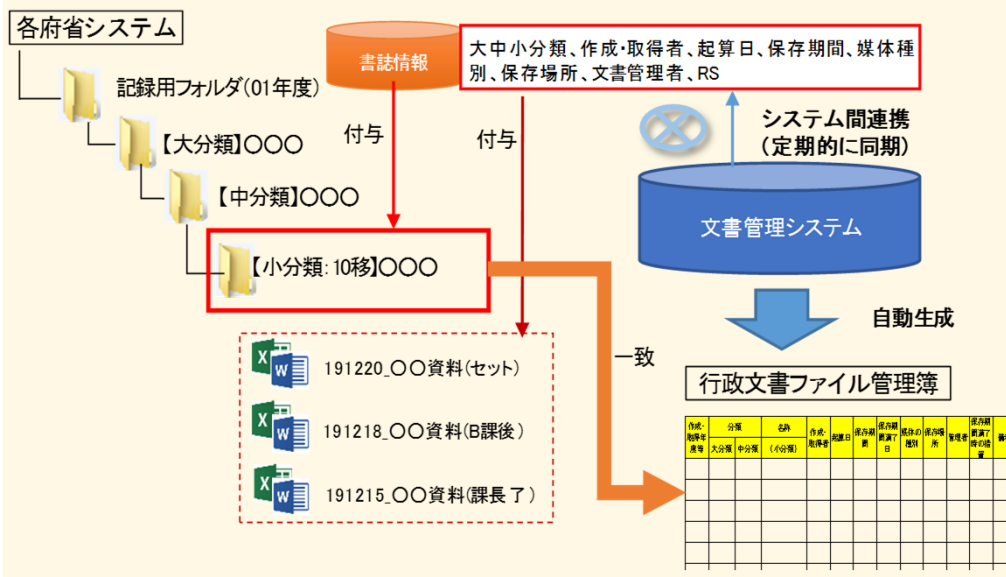 各府省システム
記録用フォルダ(01年度)
【大分類】〇〇〇
【中分類】〇〇〇
【小分類:10移】〇〇〇
書誌情報
付与
付与
大中小分類、作成・取得者、起算日、保存期間、媒体種
別、保存場所、文書管理者、RS
システム間連携
(定期的に同期)
文書管理システム
自動生成
191220_〇〇資料(セット)
191218_〇〇資料(B課後)
191215_〇〇資料(課長了)
一致
行政文書ファイル管理簿
作成・
取得年
度等
分類
大分類
中分類
名称
(小分類)
作成・
取得者
起算日
保存期
間
保存期
間満了
日
媒体の
種別
保存場
所
管理者
保存期
間満了
時の措
置